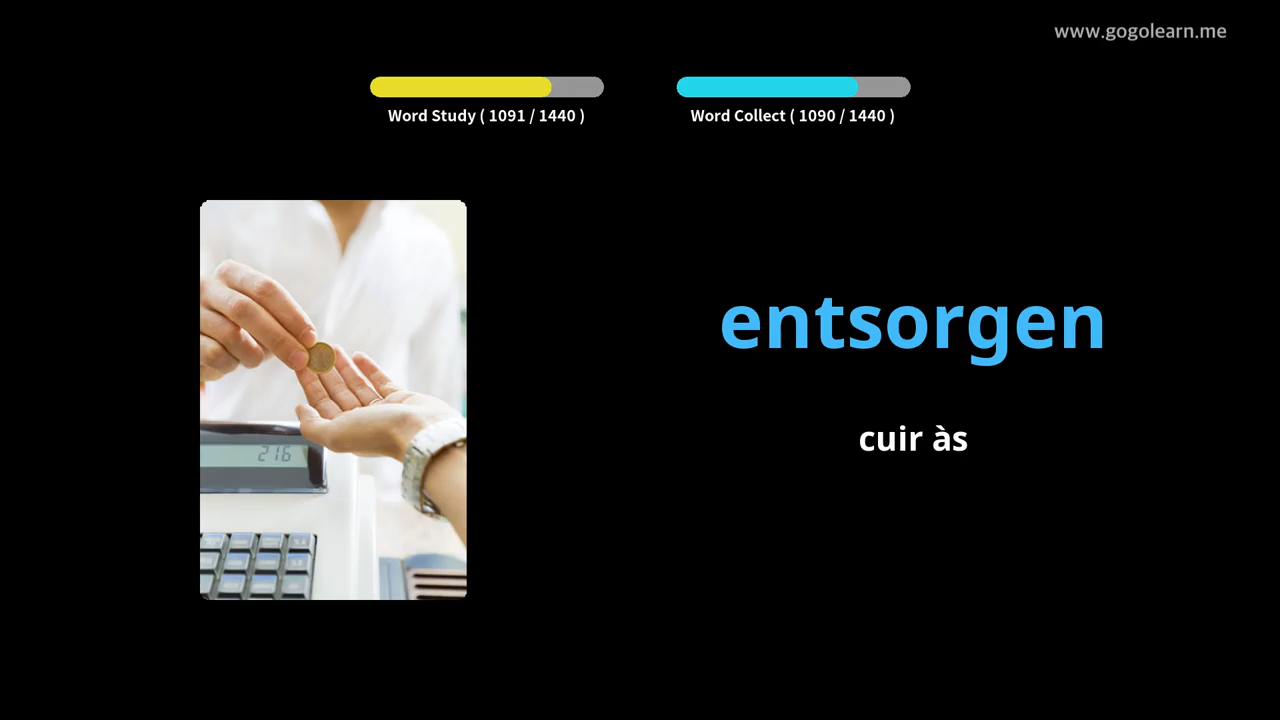 www.gogolearn.me
Word Study ( 1091 / 1440 )
Word Collect ( 1090 / 1440 )
entsorgen
cuir às
216